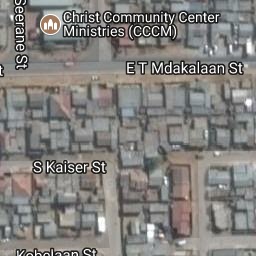 Christ Community Center
Ministries (CCCM)
Seerane St
t
E T Mdakalaan St
S Kaiser St